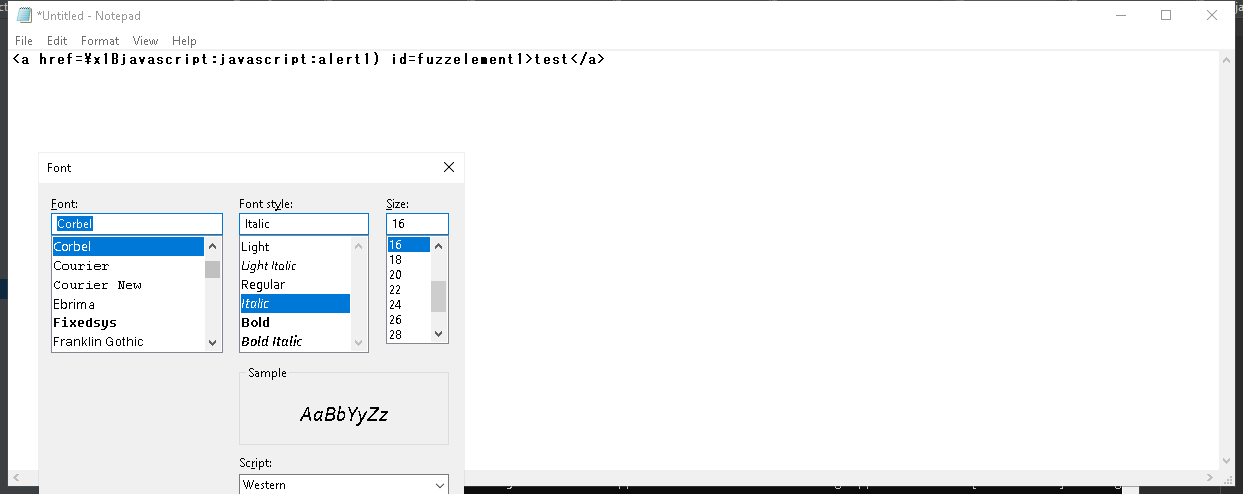 *Untitled - Notepad
File Edit Format View Help
<a href=¥x1Bjavascript:javascript:alert1) id=fuzzelement1>test</a>
Font
Font: Font style: Size:
Corbel Italic 16
Corbel Light 16
Courier Light Italic 18
Courier New Regular 20
Ebrima Italic 22
Fixedsys Bold 24
Franklin Gothic Bold Italic 26
28
Sample
AaBbYyZz
Script:
Western